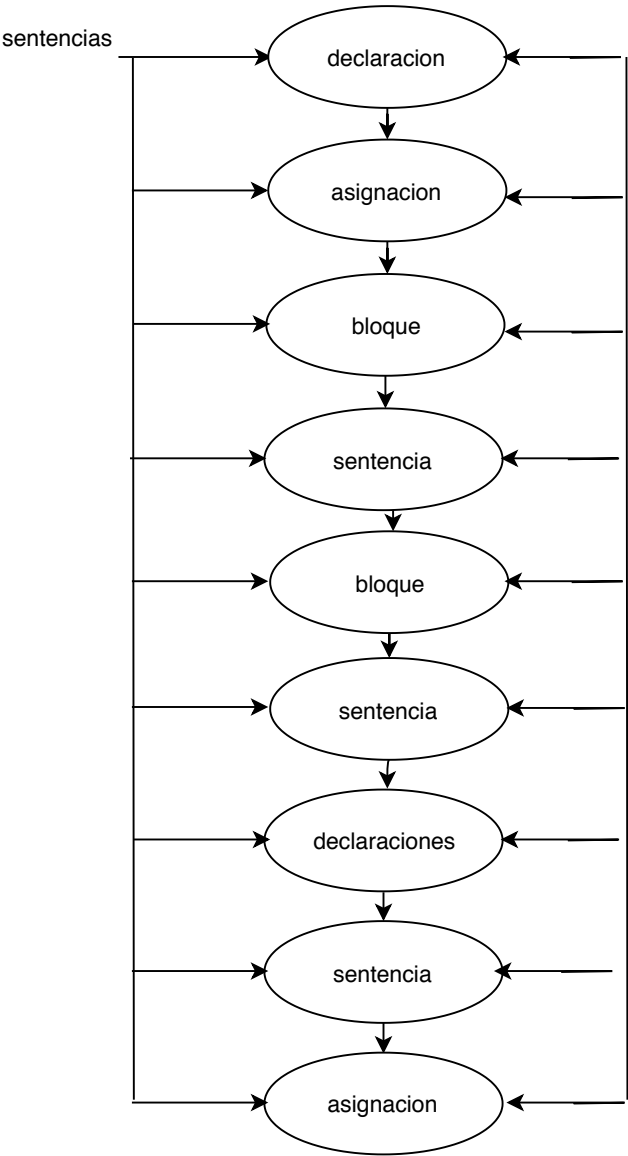 sentencias
declaracion
asignacion
bloque
sentencia
bloque
sentencia
declaraciones
sentencia
asignacion